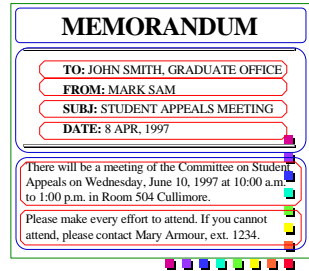 MEMORANDUM
TO: JOHN SMITH, GRADUATE OFFICE
FROM: MARK SAM
SUBJ: STUDENT APPEALS MEETING
DATE: 8 APR, 1997
There will be a meeting of the Committee on Student
Appeals on Wednesday, June 10, 1997 at 10:00 a.m.
to 1:00 p.m. in Room 504 Cullimore.
Please make every effort to attend. If you cannot
attend, please contact Mary Armour, ext. 1234.